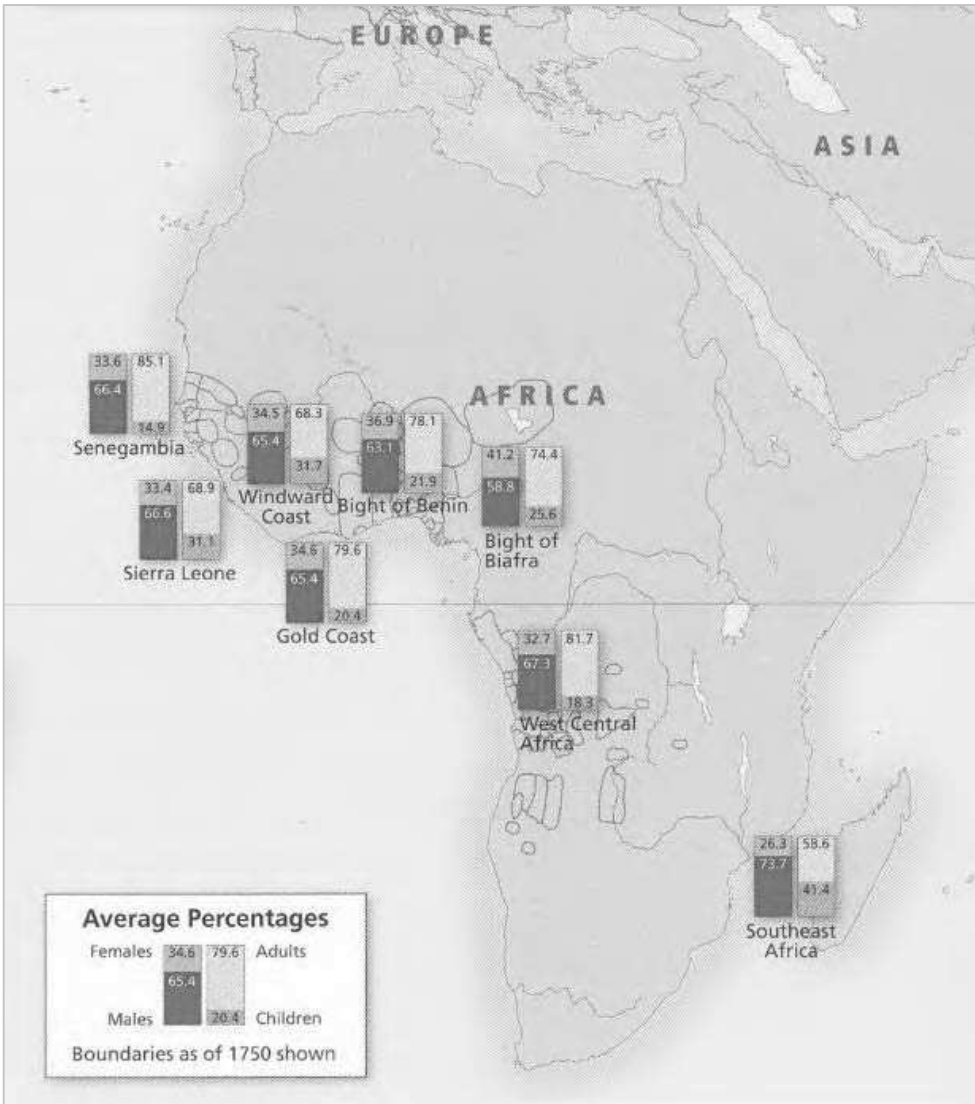 EUROPE
ASIA
AFRICA
33.6 85.1
66.4
14.9
Senegambia
34.5 68.3
65.4
31.7
Windward
Coast
36.9 78.1
63.1
21.9
Bight of Benin
41.2 74.4
58.8
25.6
Bight of
Biafra
33.4 68.9
66.6
31.1
Sierra Leone
34.6 79.6
65.4
20.4
Gold Coast
32.7 81.7
67.3
18.3
West Central
Africa
26.3 58.6
73.7
41.4
Southeast
Africa
Average Percentages
Females 34.6 79.6 Adults
65.4
Males 20.4 Children
Boundaries as of 1750 shown